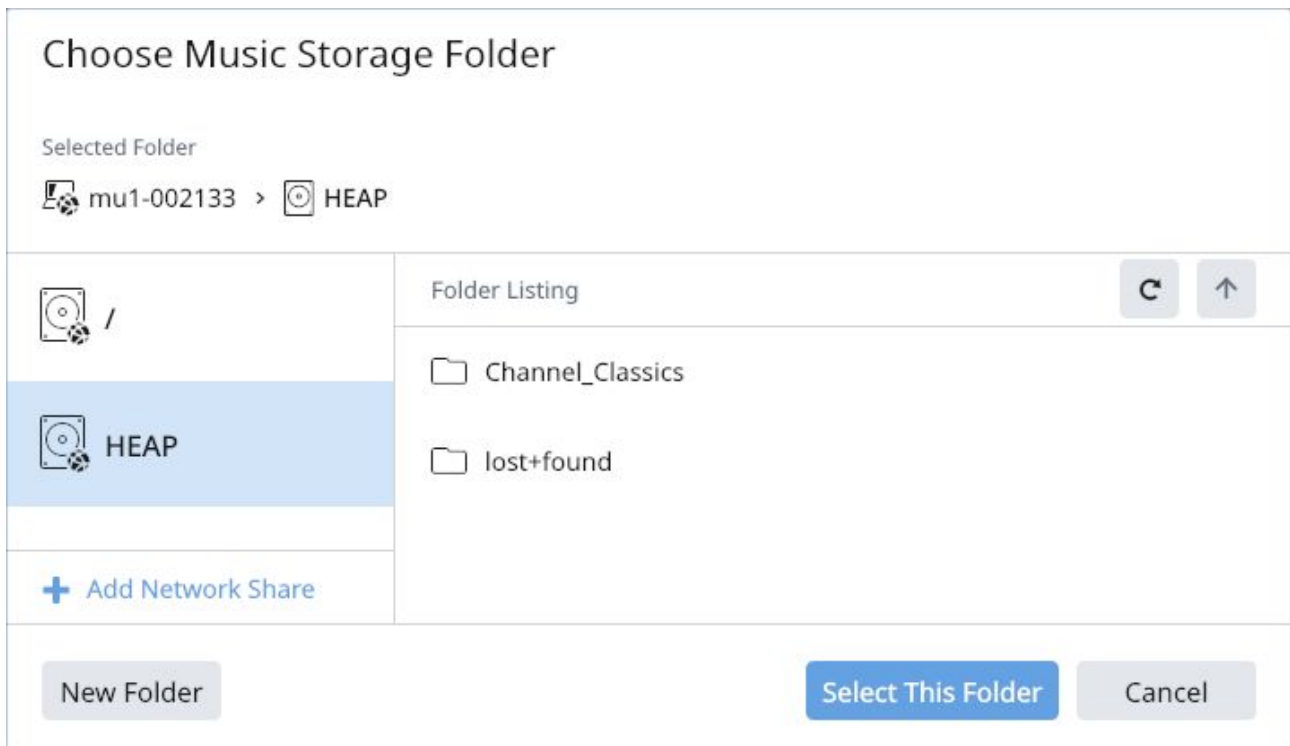 Choose Music Storage Folder
Selected Folder
mu1-002133 > HEAP
/
HEAP
Add Network Share
Folder Listing
Channel_Classics
lost+found
New Folder
Select This Folder
Cancel